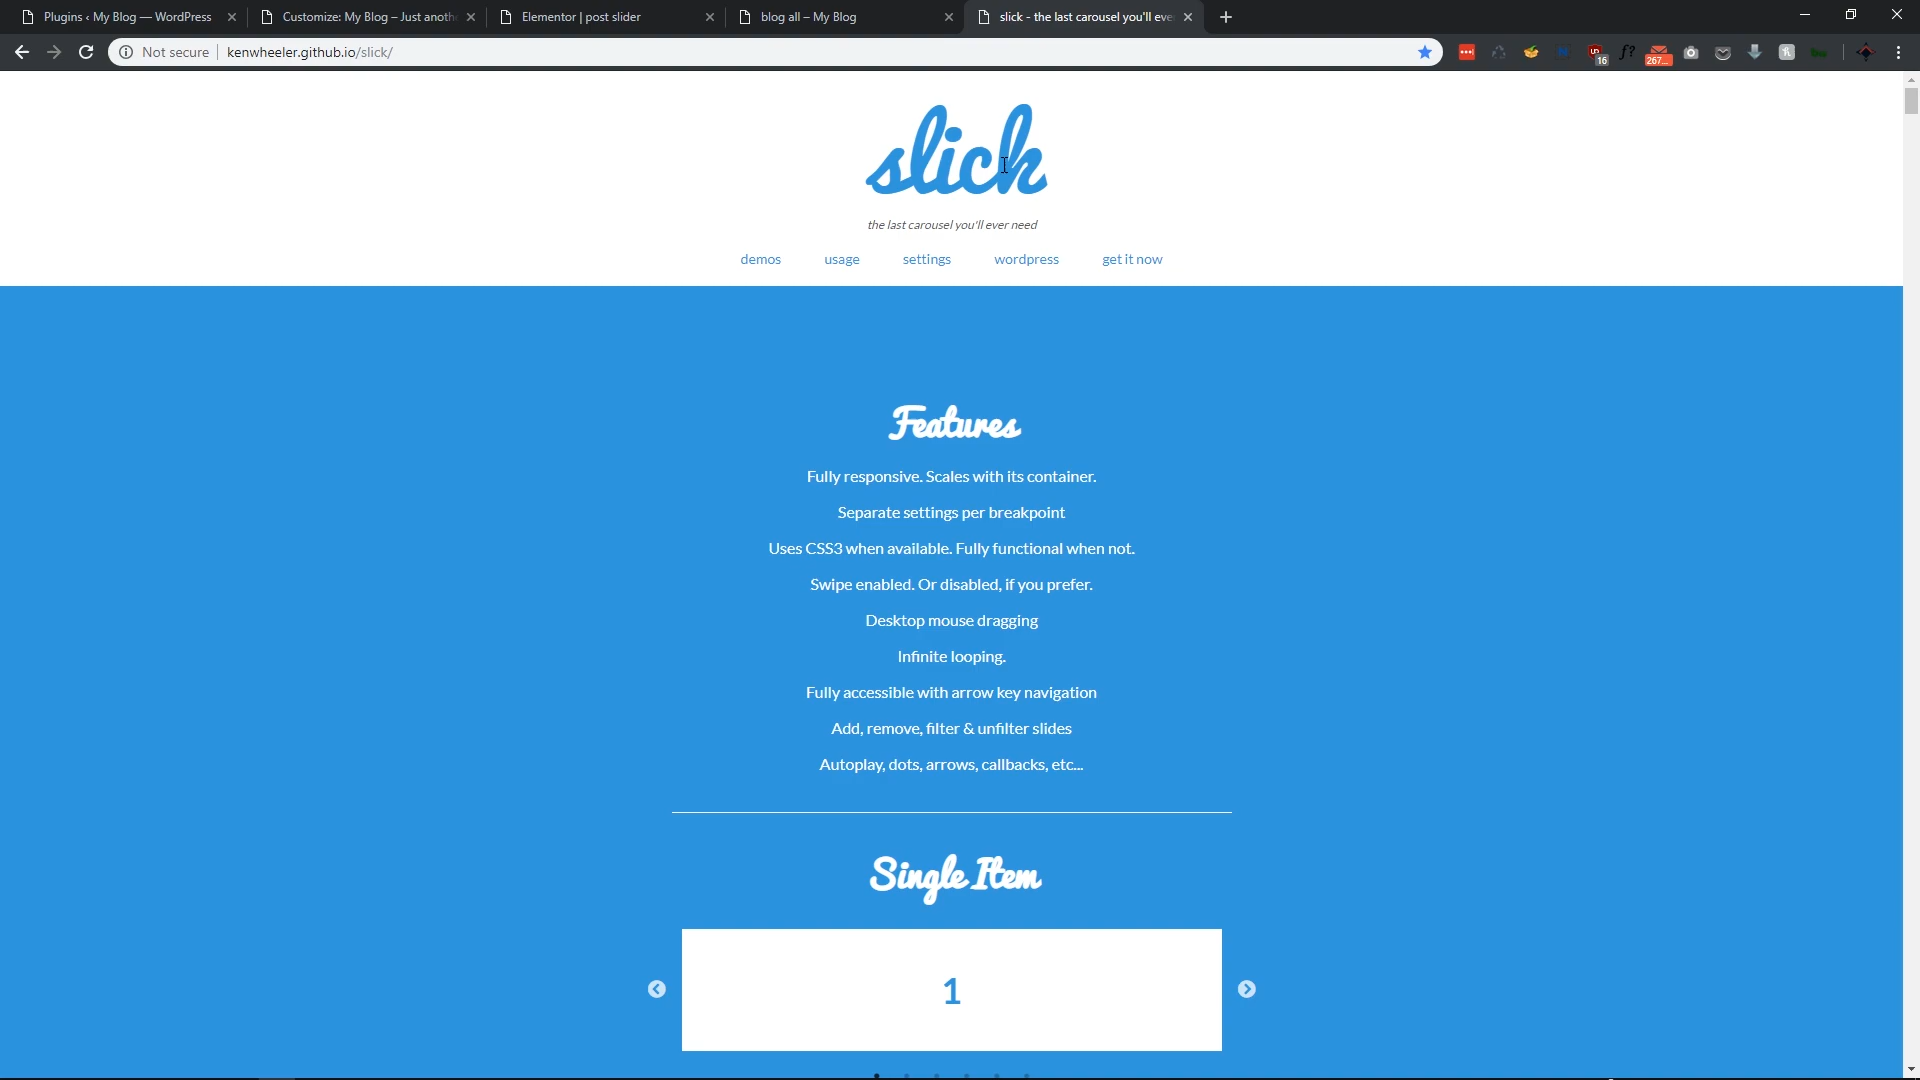 Plugins ‹ My Blog — WordPress
Customize: My Blog – Just anoth
Elementor | post slider
blog all – My Blog
slick - the last carousel you'll eve
Not secure
kenwheeler.github.io/slick/
16
f?
267...
slick
the last carousel you'll ever need
demos usage settings wordpress get it now
Features
Fully responsive. Scales with its container.
Separate settings per breakpoint
Uses CSS3 when available. Fully functional when not.
Swipe enabled. Or disabled, if you prefer.
Desktop mouse dragging
Infinite looping.
Fully accessible with arrow key navigation
Add, remove, filter & unfilter slides
Autoplay, dots, arrows, callbacks, etc...
Single Item
1